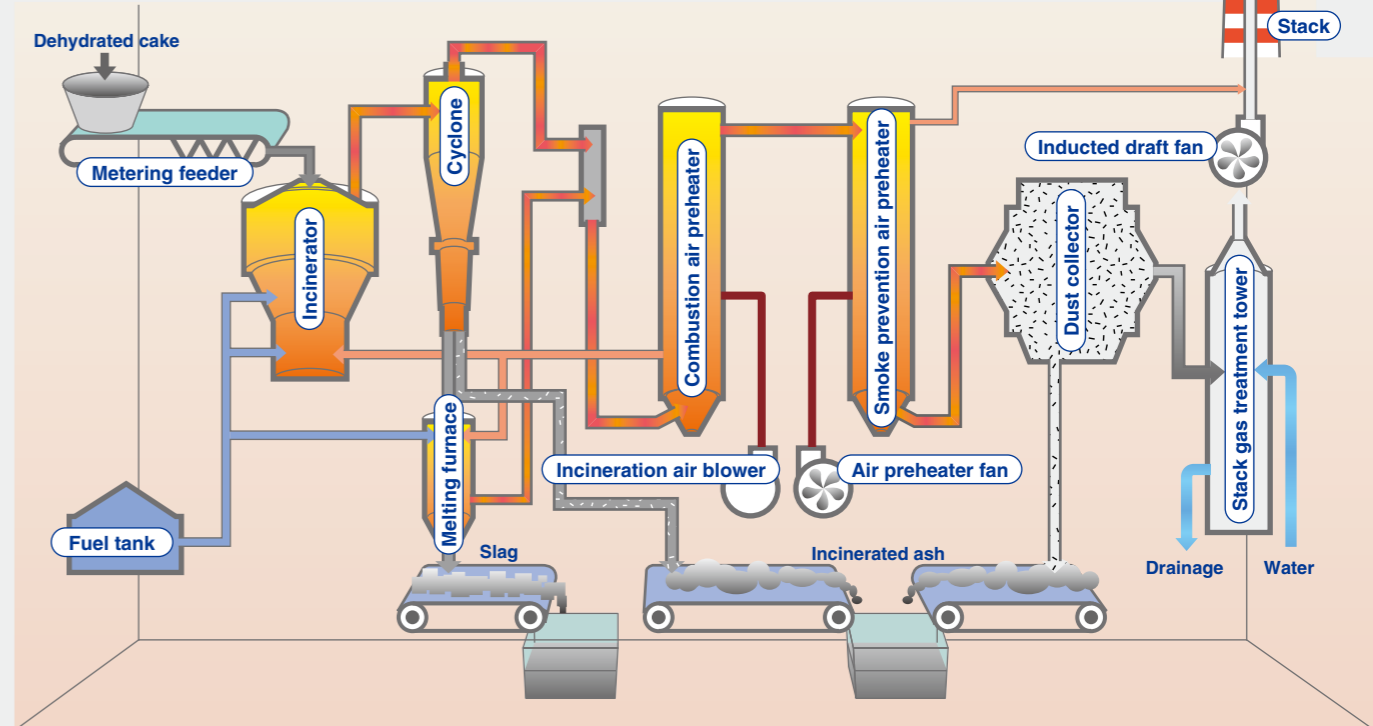 Dehydrated cake
Metering feeder
Incinerator
Cyclone
Combustion air preheater
Smoke prevention air preheater
Stack
Inducted draft fan
Dust collector
Stack gas treatment tower
Melting furnace
Incineration air blower
Air preheater fan
Fuel tank
Slag
Incinerated ash
Drainage
Water